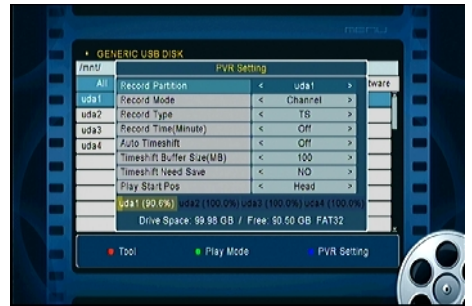 menu
GENERIC USB DISK
/mnt/
PVR Setting
All
tware
Record Partition < uda1 >
uda1 Record Mode < Channel >
uda2 Record Type < TS >
uda3 Record Time(Minute) < Off >
uda4 Auto Timeshift < Off >
Timeshift Buffer Size(MB) < 100 >
Timeshift Need Save < NO >
Play Start Pos < Head >
uda1 (90.6%) uda2 (100.0%) uda3 (100.0%) uda4 (100.0%)
Drive Space: 99.98 GB / Free: 90.50 GB FAT32
Tool Play Mode PVR Setting